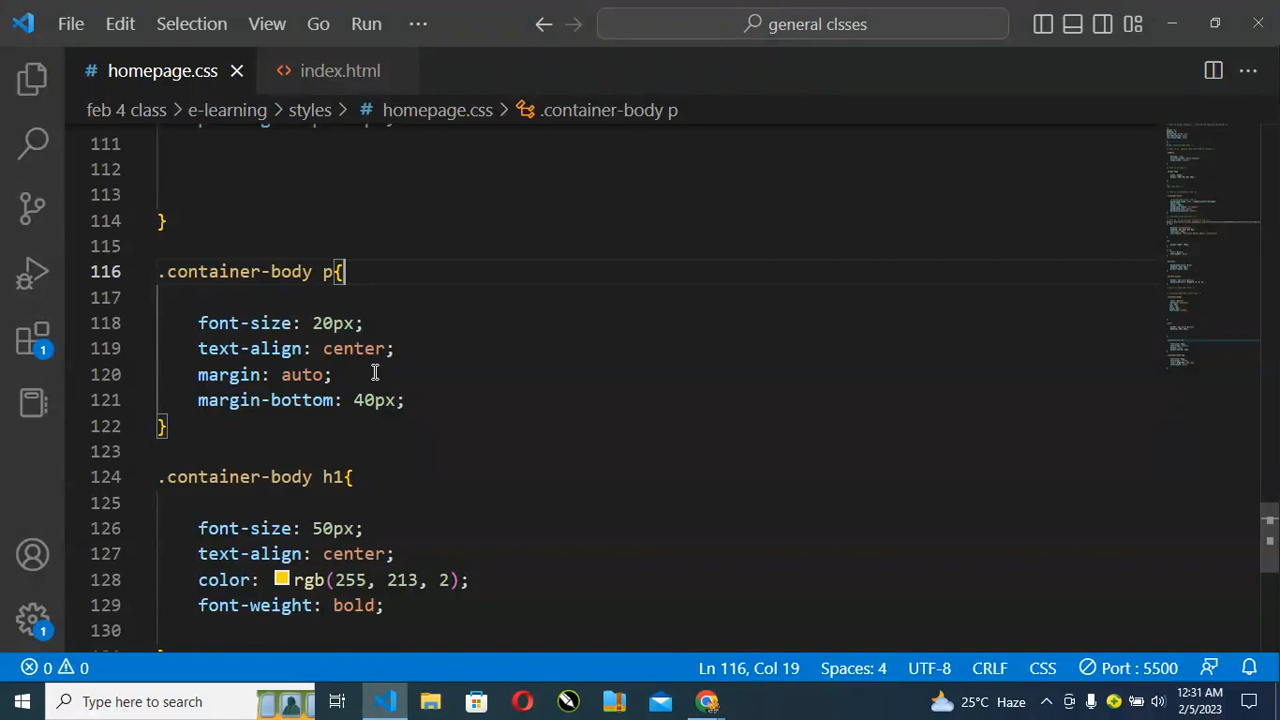 File Edit Selection View Go Run ··· general clsses
# homepage.css × <> index.html ···
feb 4 class > e-learning > styles > # homepage.css > .container-body p
111
112
113
114 }
115
116 .container-body p{
117
118 font-size: 20px;
119 text-align: center;
120 margin: auto;
121 margin-bottom: 40px;
122 }
123
124 .container-body h1{
125
126 font-size: 50px;
127 text-align: center;
128 color: rgb(255, 213, 2);
129 font-weight: bold;
130
1
1
0 0 Ln 116, Col 19 Spaces: 4 UTF-8 CRLF CSS Port : 5500
Type here to search 25°C Haze 12:31 AM
2/5/2023